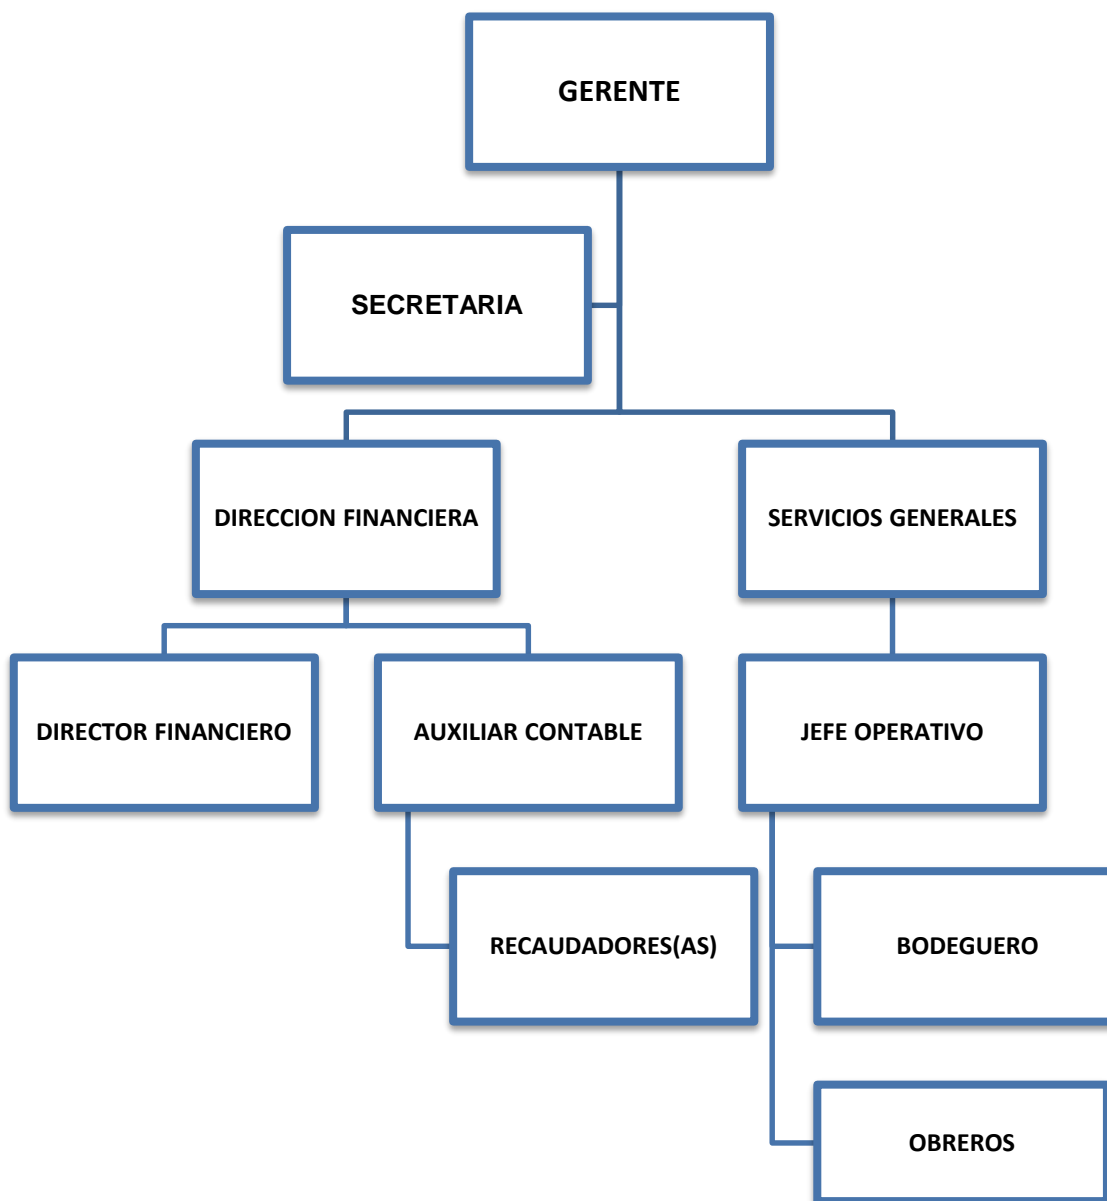 GERENTE
SECRETARIA
DIRECCION FINANCIERA
SERVICIOS GENERALES
DIRECTOR FINANCIERO
AUXILIAR CONTABLE
JEFE OPERATIVO
RECAUDADORES(AS)
BODEGUERO
OBREROS